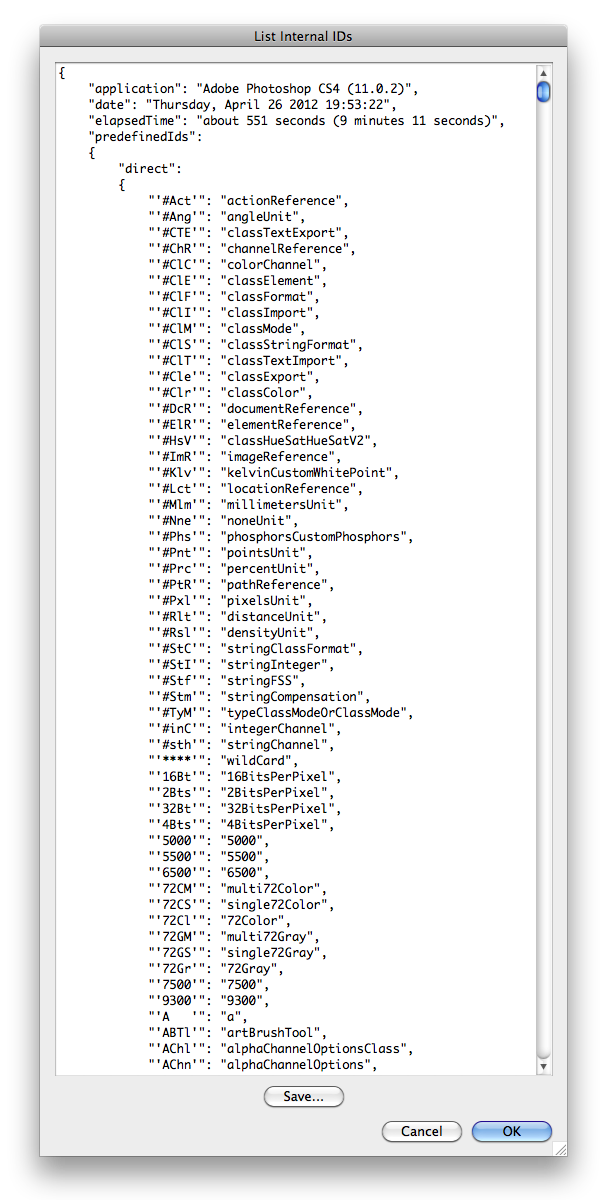 List Internal IDs
{
    "application": "Adobe Photoshop CS4 (11.0.2)",
    "date": "Thursday, April 26 2012 19:53:22",
    "elapsedTime": "about 551 seconds (9 minutes 11 seconds)",
    "predefinedIds":
    {
        "direct":
        {
            "'#Act'": "actionReference",
            "'#Ang'": "angleUnit",
            "'#CTE'": "classTextExport",
            "'#ChR'": "channelReference",
            "'#ClC'": "colorChannel",
            "'#ClE'": "classElement",
            "'#ClF'": "classFormat",
            "'#ClI'": "classImport",
            "'#ClM'": "classMode",
            "'#ClS'": "classStringFormat",
            "'#ClT'": "classTextImport",
            "'#Cle'": "classExport",
            "'#Clr'": "classColor",
            "'#DcR'": "documentReference",
            "'#ElR'": "elementReference",
            "'#HsV'": "classHueSatHueSatV2",
            "'#ImR'": "imageReference",
            "'#Klv'": "kelvinCustomWhitePoint",
            "'#Lct'": "locationReference",
            "'#Mlm'": "millimetersUnit",
            "'#Nne'": "noneUnit",
            "'#Phs'": "phosphorsCustomPhosphors",
            "'#Pnt'": "pointsUnit",
            "'#Prc'": "percentUnit",
            "'#PtR'": "pathReference",
            "'#Pxl'": "pixelsUnit",
            "'#Rlt'": "distanceUnit",
            "'#Rsl'": "densityUnit",
            "'#StC'": "stringClassFormat",
            "'#StI'": "stringInteger",
            "'#Stf'": "stringFSS",
            "'#Stm'": "stringCompensation",
            "'#TyM'": "typeClassModeOrClassMode",
            "'#inC'": "integerChannel",
            "'#sth'": "stringChannel",
            "'****'": "wildCard",
            "'16Bt'": "16BitsPerPixel",
            "'2Bts'": "2BitsPerPixel",
            "'32Bt'": "32BitsPerPixel",
            "'4Bts'": "4BitsPerPixel",
            "'5000'": "5000",
            "'5500'": "5500",
            "'6500'": "6500",
            "'72CM'": "multi72Color",
            "'72CS'": "single72Color",
            "'72Cl'": "72Color",
            "'72GM'": "multi72Gray",
            "'72GS'": "single72Gray",
            "'72Gr'": "72Gray",
            "'7500'": "7500",
            "'9300'": "9300",
            "'A   '": "a",
            "'ABTl'": "artBrushTool",
            "'AChl'": "alphaChannelOptionsClass",
            "'AChn'": "alphaChannelOptions",
Save...
Cancel
OK